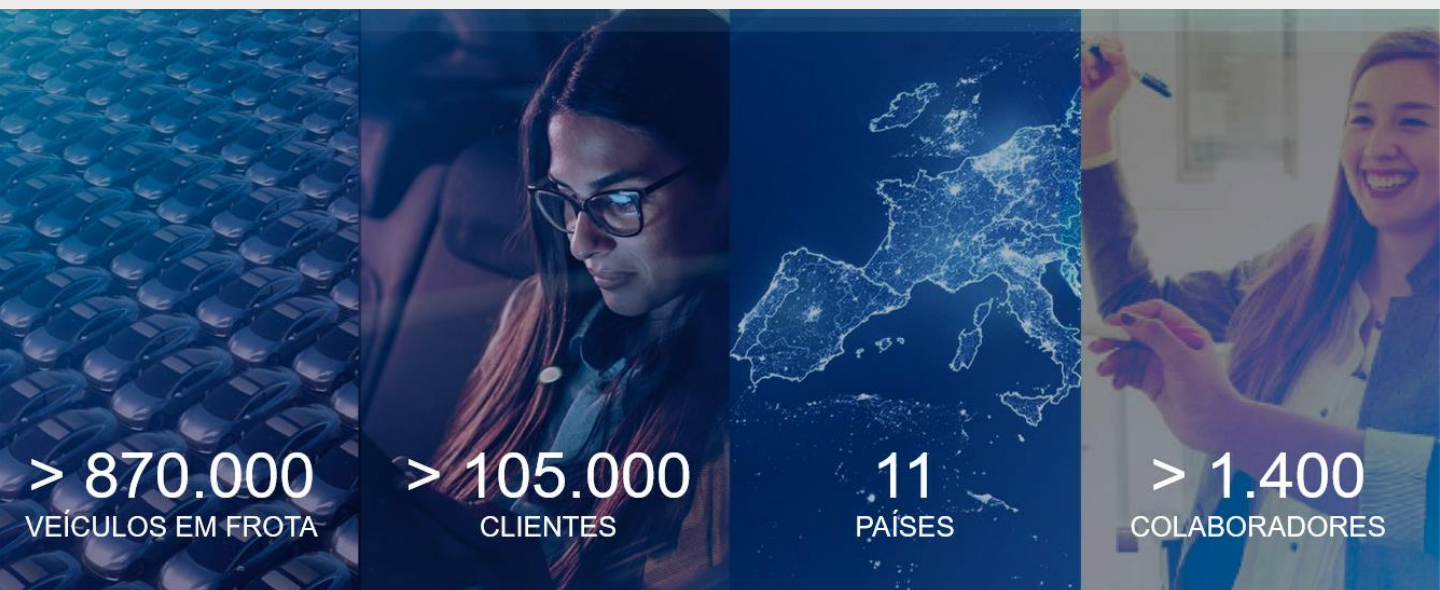 > 870.000
VEÍCULOS EM FROTA
> 105.000
CLIENTES
11
PAÍSES
> 1.400
COLABORADORES